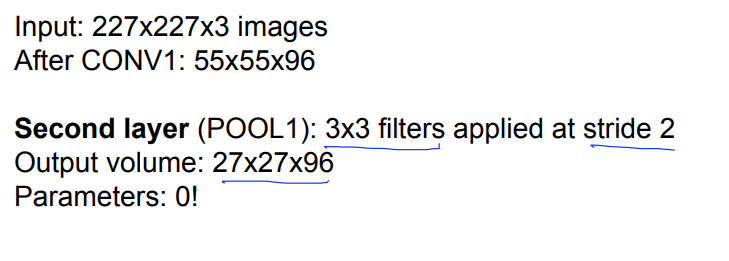 Input: 227x227x3 images
After CONV1: 55x55x96
Second layer (POOL1): 3x3 filters applied at stride 2
Output volume: 27x27x96
Parameters: 0!